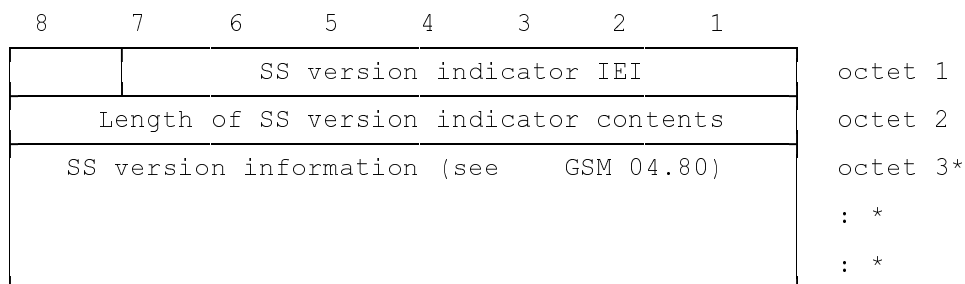 8 7 6 5 4 3 2 1
SS version indicator IEI octet 1
Length of SS version indicator contents octet 2
SS version information (see GSM 04.80) octet 3*
: *
: *